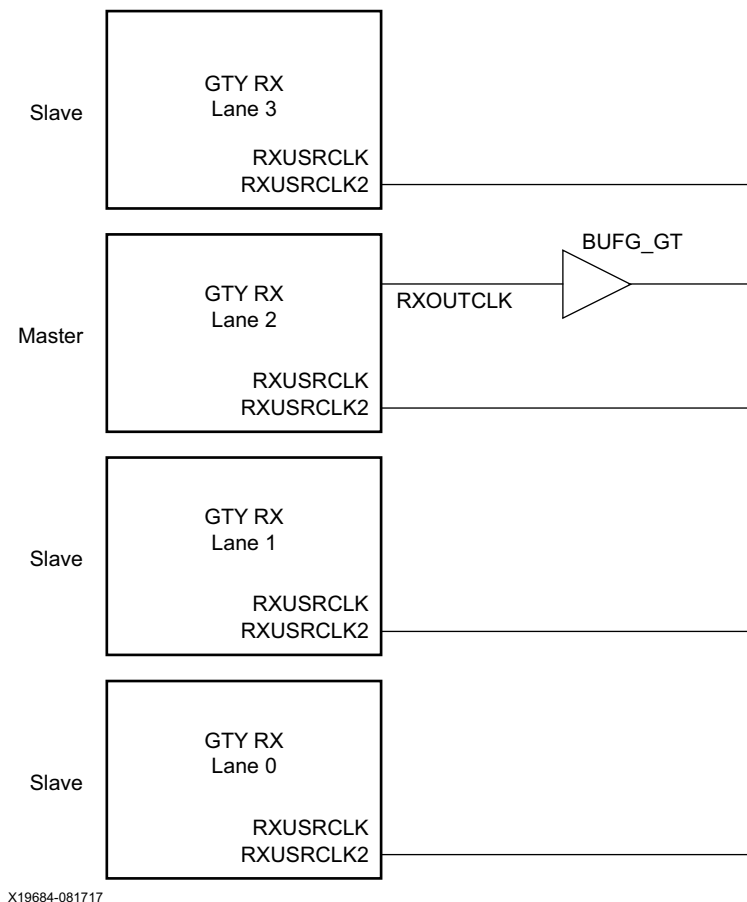 Slave
GTY RX
Lane 3
RXUSRCLK
RXUSRCLK2
BUFG_GT
Master
GTY RX
Lane 2
RXOUTCLK
RXUSRCLK
RXUSRCLK2
Slave
GTY RX
Lane 1
RXUSRCLK
RXUSRCLK2
Slave
GTY RX
Lane 0
RXUSRCLK
RXUSRCLK2
X19684-081717